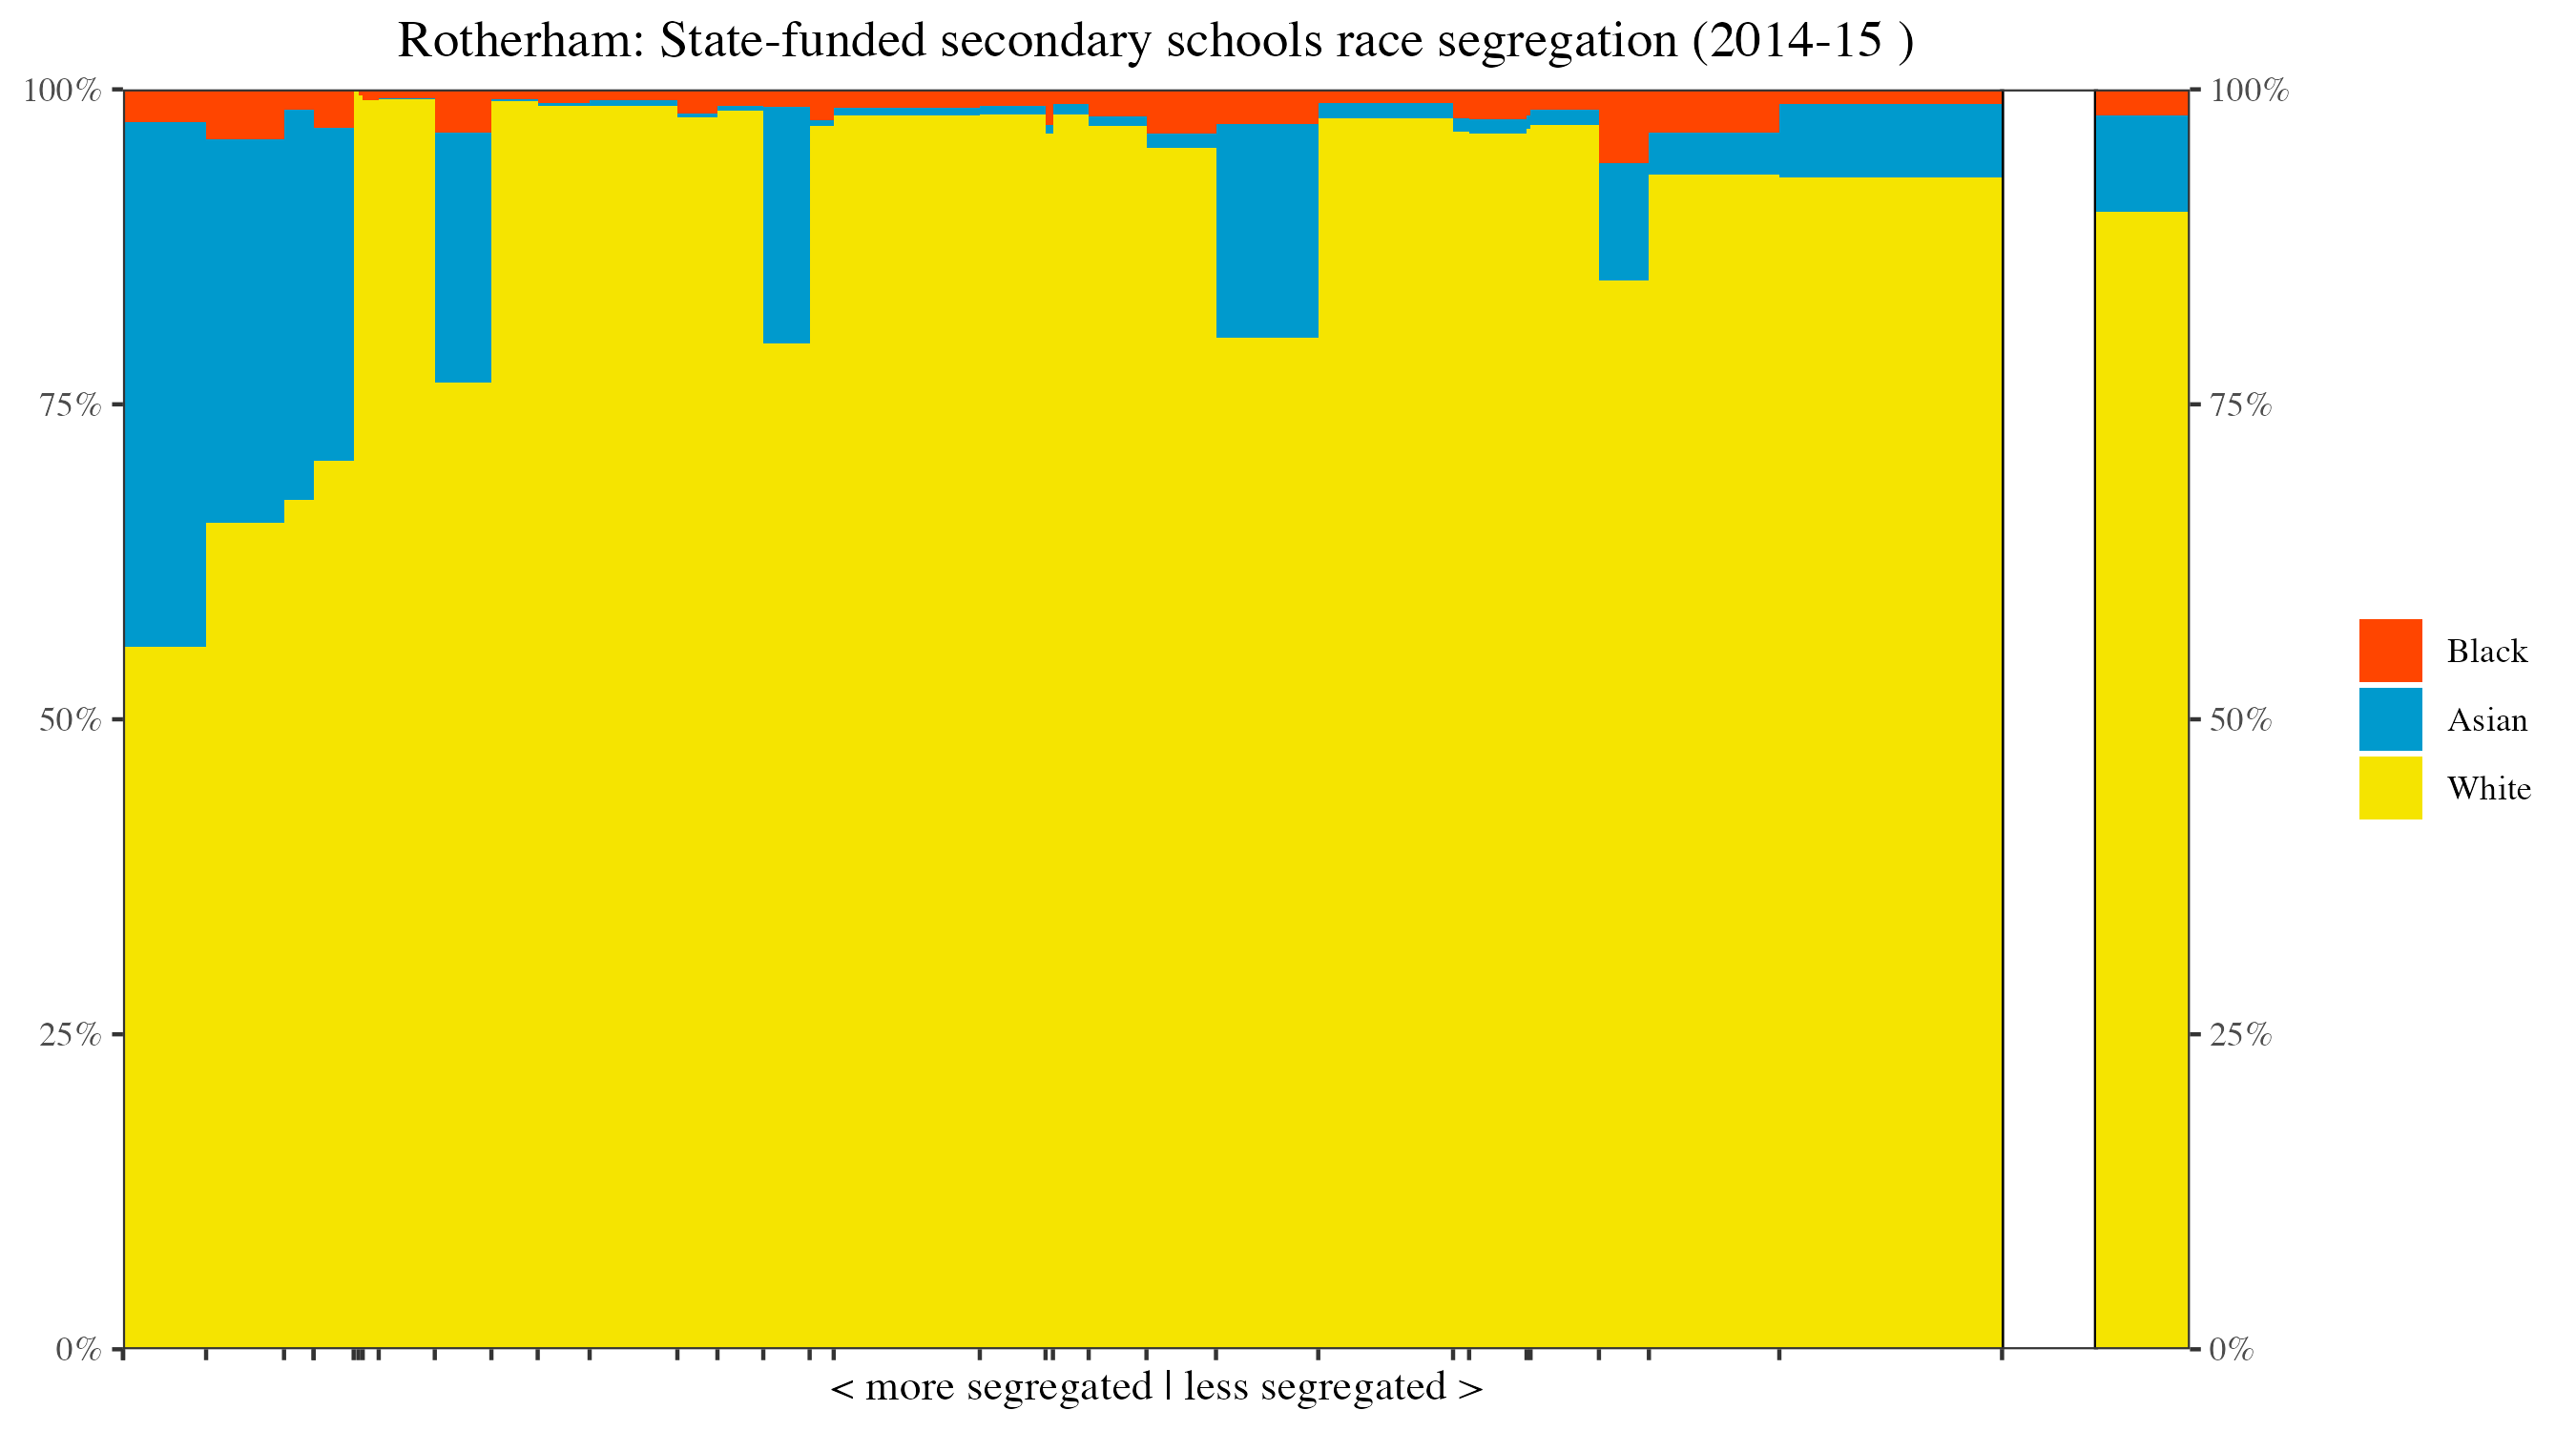 Rotherham: State-funded secondary schools race segregation (2014-15 )
100%
75%
50%
25%
0%
100%
75%
50%
25%
0%
Black
Asian
White
< more segregated | less segregated >